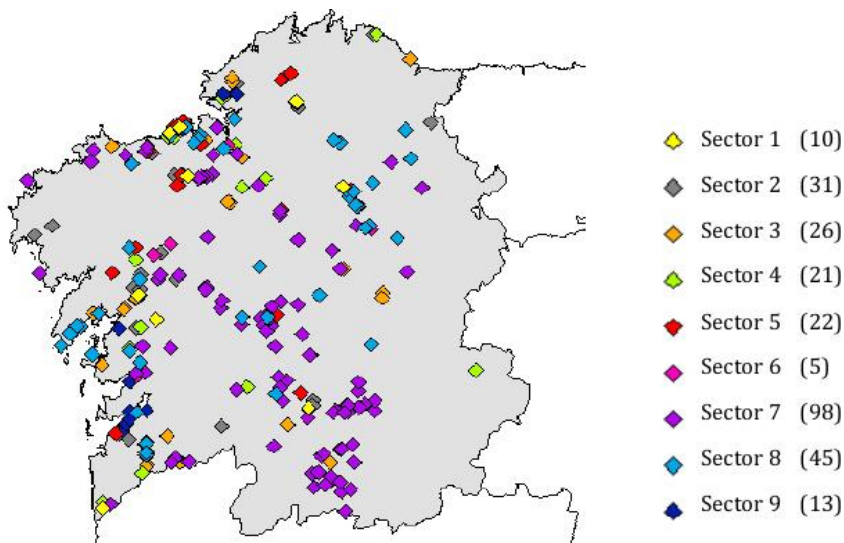 Sector 1 (10)
Sector 2 (31)
Sector 3 (26)
Sector 4 (21)
Sector 5 (22)
Sector 6 (5)
Sector 7 (98)
Sector 8 (45)
Sector 9 (13)